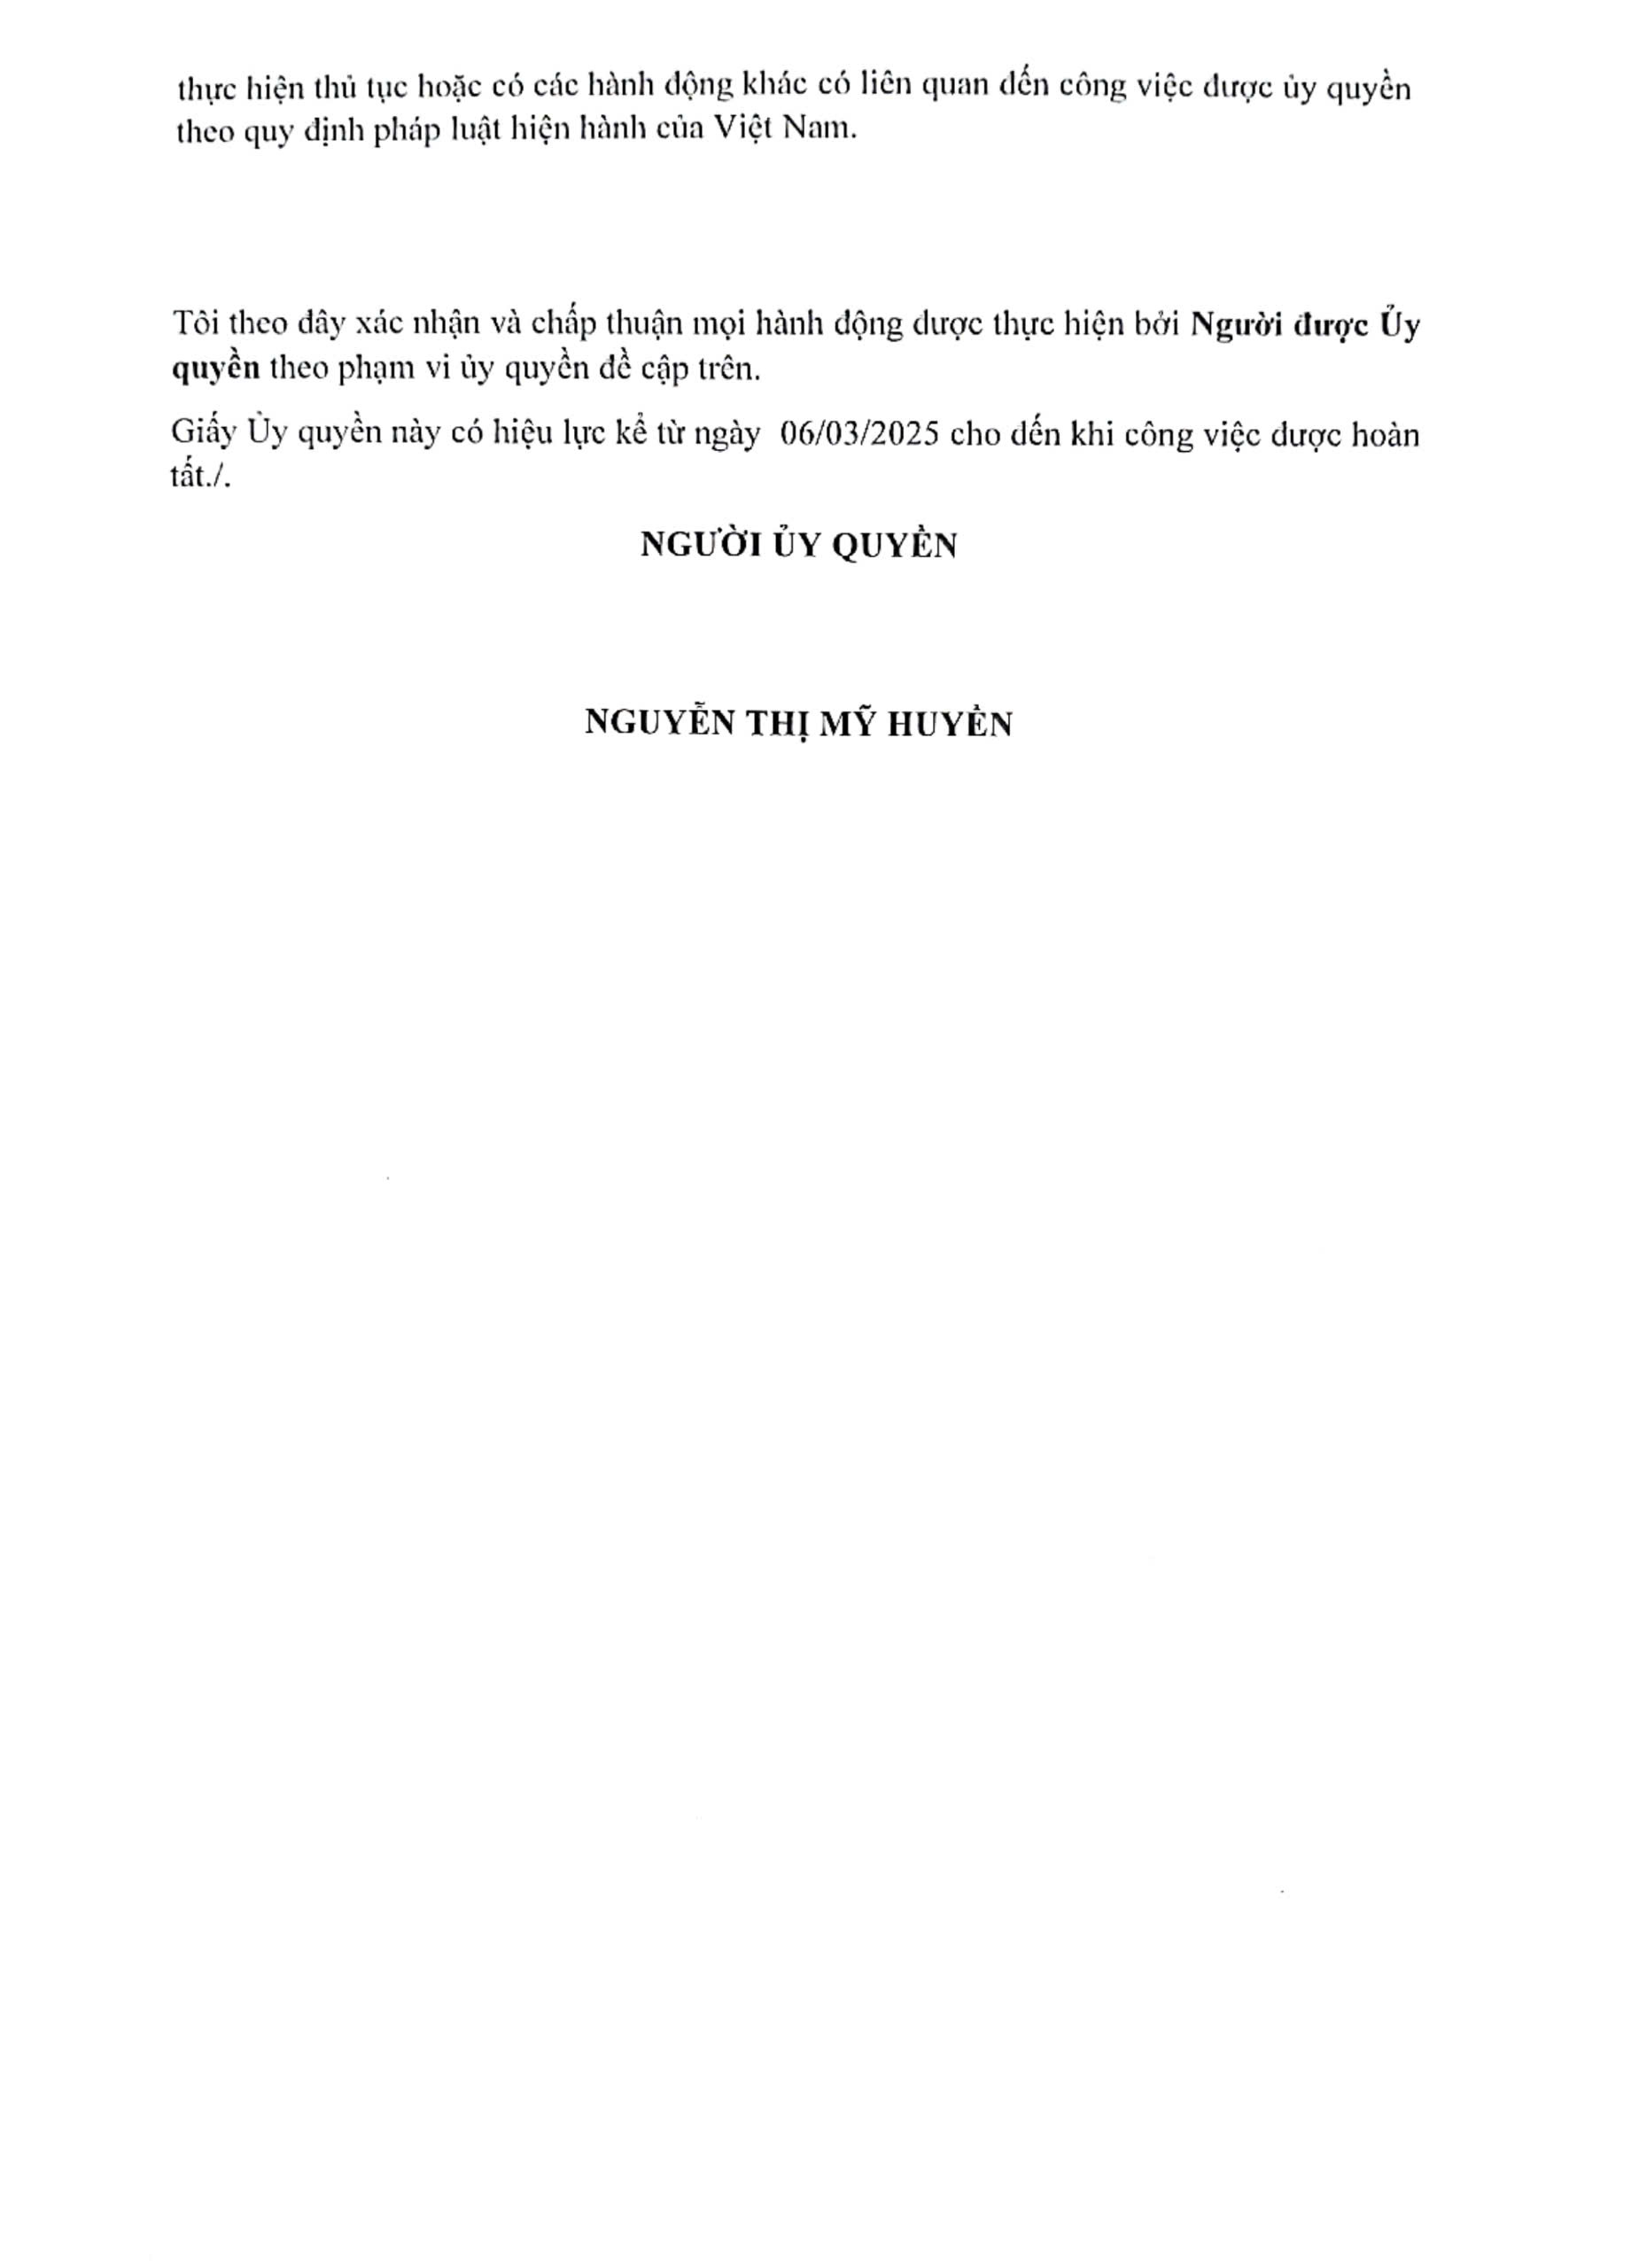 thực hiện thủ tục hoặc có các hành động khác có liên quan đến công việc được ủy quyền
theo quy định pháp luật hiện hành của Việt Nam.
Tôi theo đây xác nhận và chấp thuận mọi hành động được thực hiện bởi Người được Ủy
quyền theo phạm vi ủy quyền đề cập trên.
Giấy Ủy quyền này có hiệu lực kể từ ngày 06/03/2025 cho đến khi công việc được hoàn
tất./.
NGƯỜI ỦY QUYỀN
NGUYỄN THỊ MỸ HUYỀN